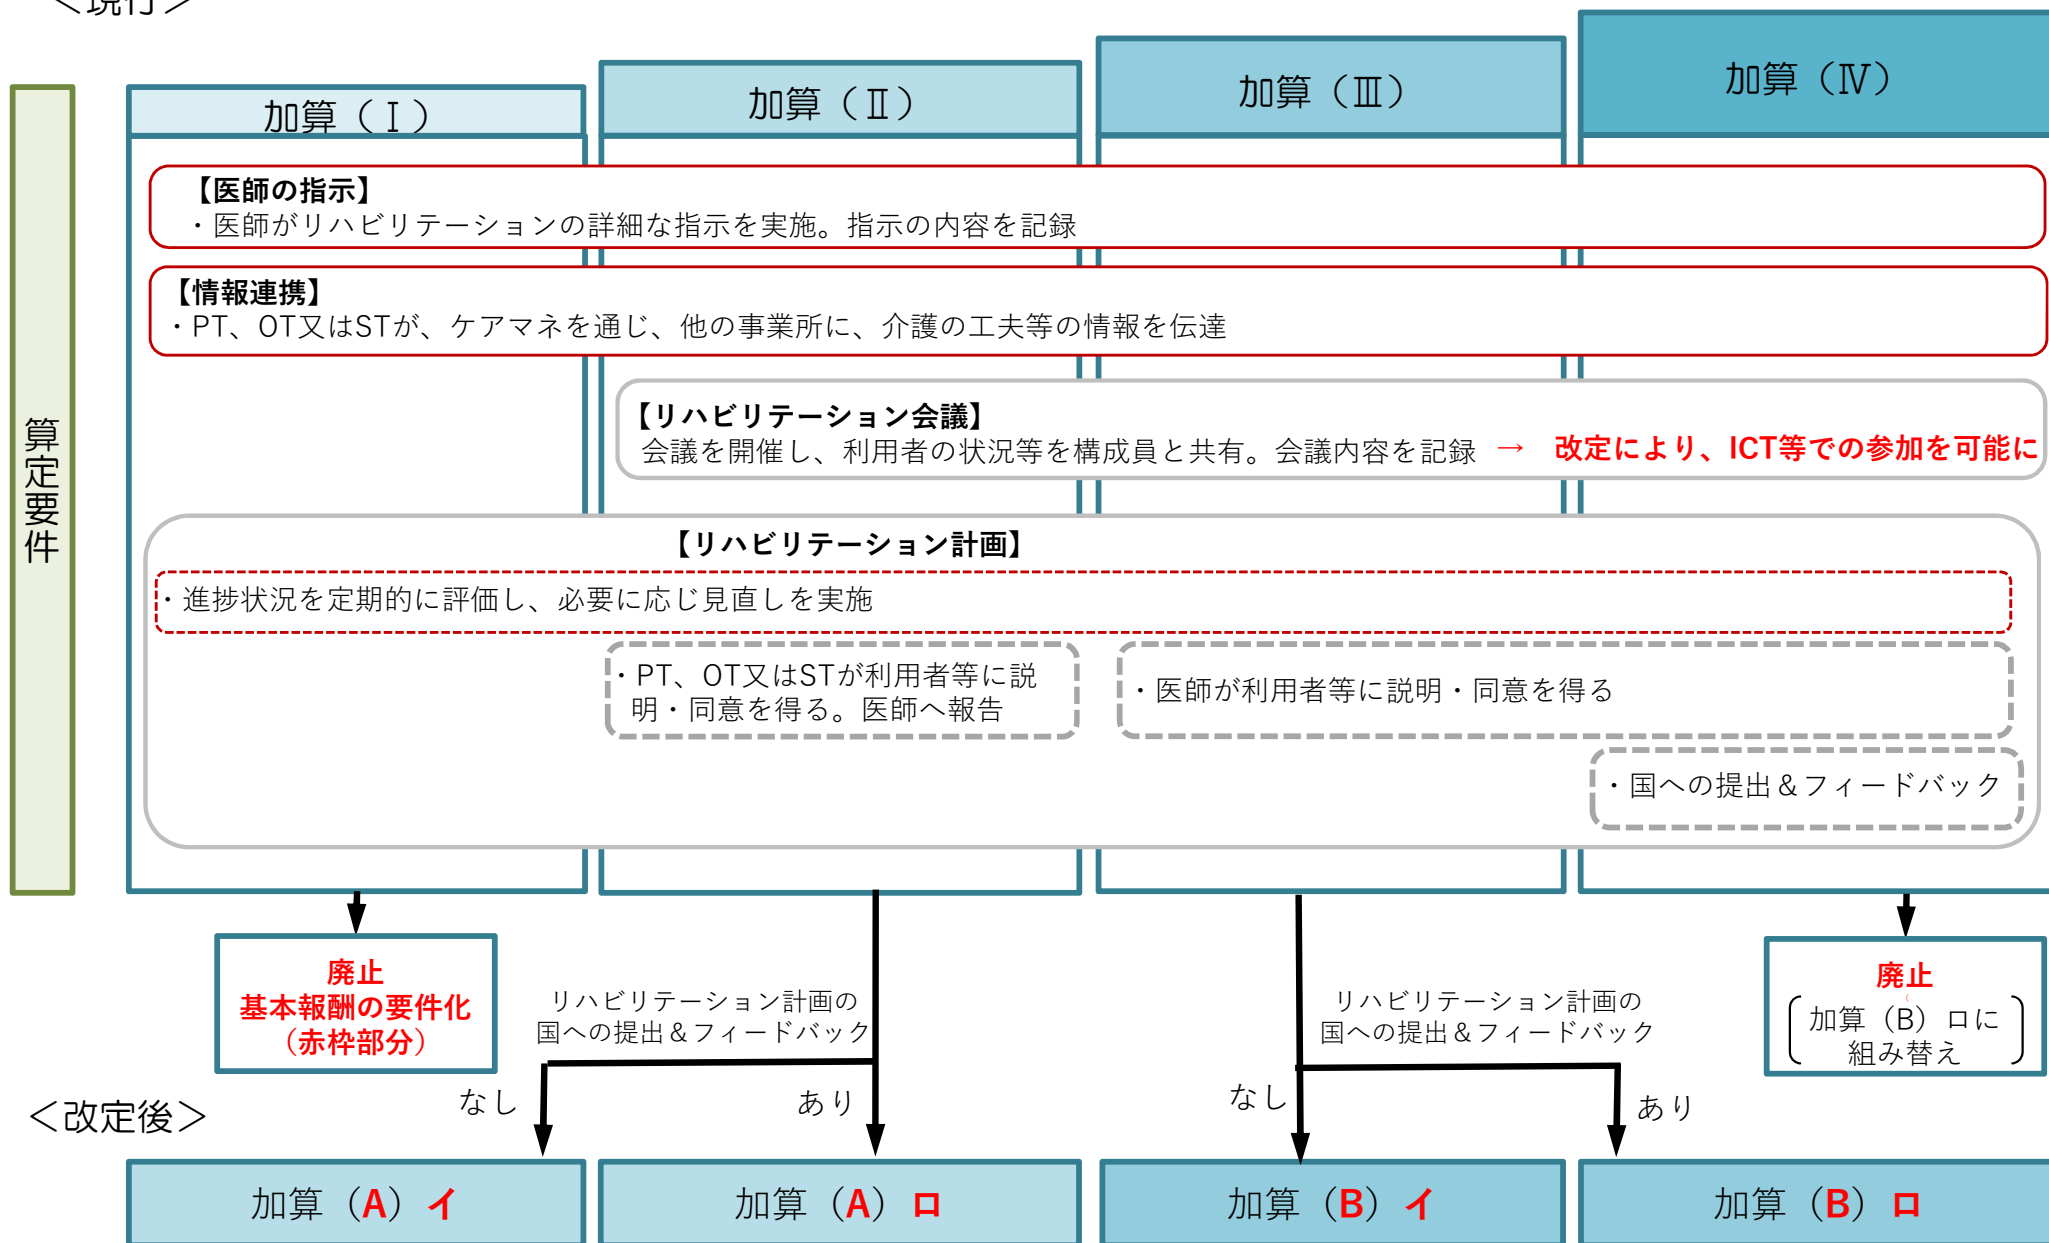 ＜現行＞
加算（Ⅰ）
加算（Ⅱ）
加算（Ⅲ）
加算（Ⅳ）
算定要件
【医師の指示】
・医師がリハビリテーションの詳細な指示を実施。指示の内容を記録
【情報連携】
・PT、OT又はSTが、ケアマネを通じ、他の事業所に、介護の工夫等の情報を伝達
【リハビリテーション会議】
会議を開催し、利用者の状況等を構成員と共有。会議内容を記録 → 改定により、ICT等での参加を可能に
【リハビリテーション計画】
・進捗状況を定期的に評価し、必要に応じ見直しを実施
・PT、OT又はSTが利用者等に説
明・同意を得る。医師へ報告
・医師が利用者等に説明・同意を得る
・国への提出＆フィードバック
廃止
基本報酬の要件化
（赤枠部分）
リハビリテーション計画の
国への提出＆フィードバック
なし
あり
リハビリテーション計画の
国への提出＆フィードバック
なし
あり
廃止
（
加算（B）ロに
組み替え
＜改定後＞
加算（A）イ
加算（A）ロ
加算（B）イ
加算（B）ロ